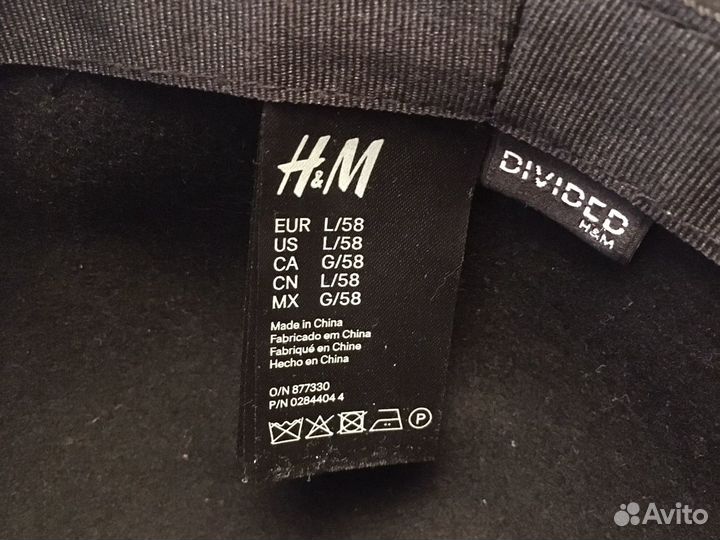 H&M
EUR L/58
US L/58
CA G/58
CN L/58
MX G/58
Made in China
Fabricado em China
Fabriqué en Chine
Hecho en China
O/N 877330
P/N 0284404 4
P
DIVIDED
H&M
Avito